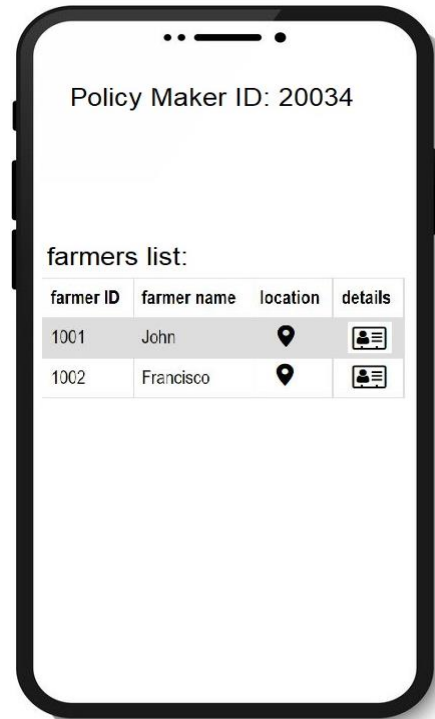 Policy Maker ID: 20034
farmers list:
farmer ID farmer name location details
1001 John
1002 Francisco